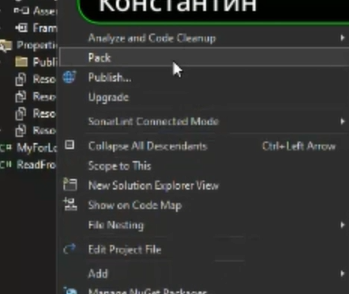 Константин
Asse
Analyze and Code Cleanup
Fram
Pack
Properti
Publi
Publish...
Reso
Upgrade
Reso
Reso
SonarLint Connected Mode
Reso
MyForLo
Collapse All Descendants Ctrl+Left Arrow
ReadFro
Scope to This
New Solution Explorer View
Show on Code Map
File Nesting
Edit Project File
Add
Manage NuGet Packages